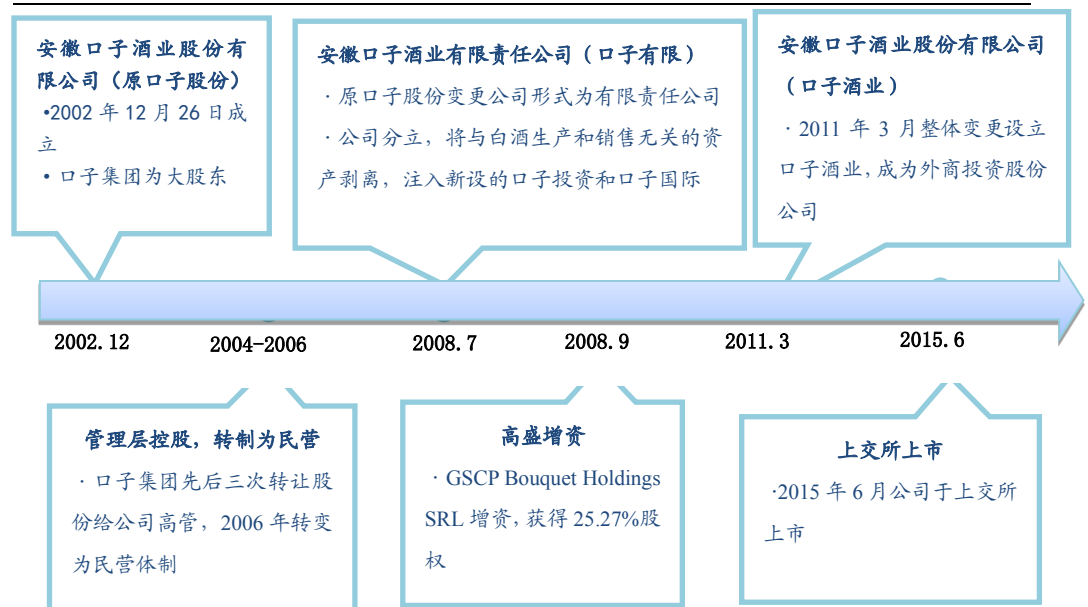 安徽口子酒业股份有
限公司（原口子股份）
•2002 年 12 月 26 日成
立
• 口子集团为大股东
安徽口子酒业有限责任公司（口子有限）
· 原口子股份变更公司形式为有限责任公司
· 公司分立，将与白酒生产和销售无关的资
产剥离，注入新设的口子投资和口子国际
安徽口子酒业股份有限公司
（口子酒业）
· 2011 年 3 月整体变更设立
口子酒业，成为外商投资股份
公司
2002.12
2004-2006
2008.7
2008.9
2011.3
2015.6
管理层控股，转制为民营
· 口子集团先后三次转让股
份给公司高管，2006 年转变
为民营体制
高盛增资
· GSCP Bouquet Holdings
SRL 增资，获得 25.27%股
权
上交所上市
·2015 年 6 月公司于上交所
上市